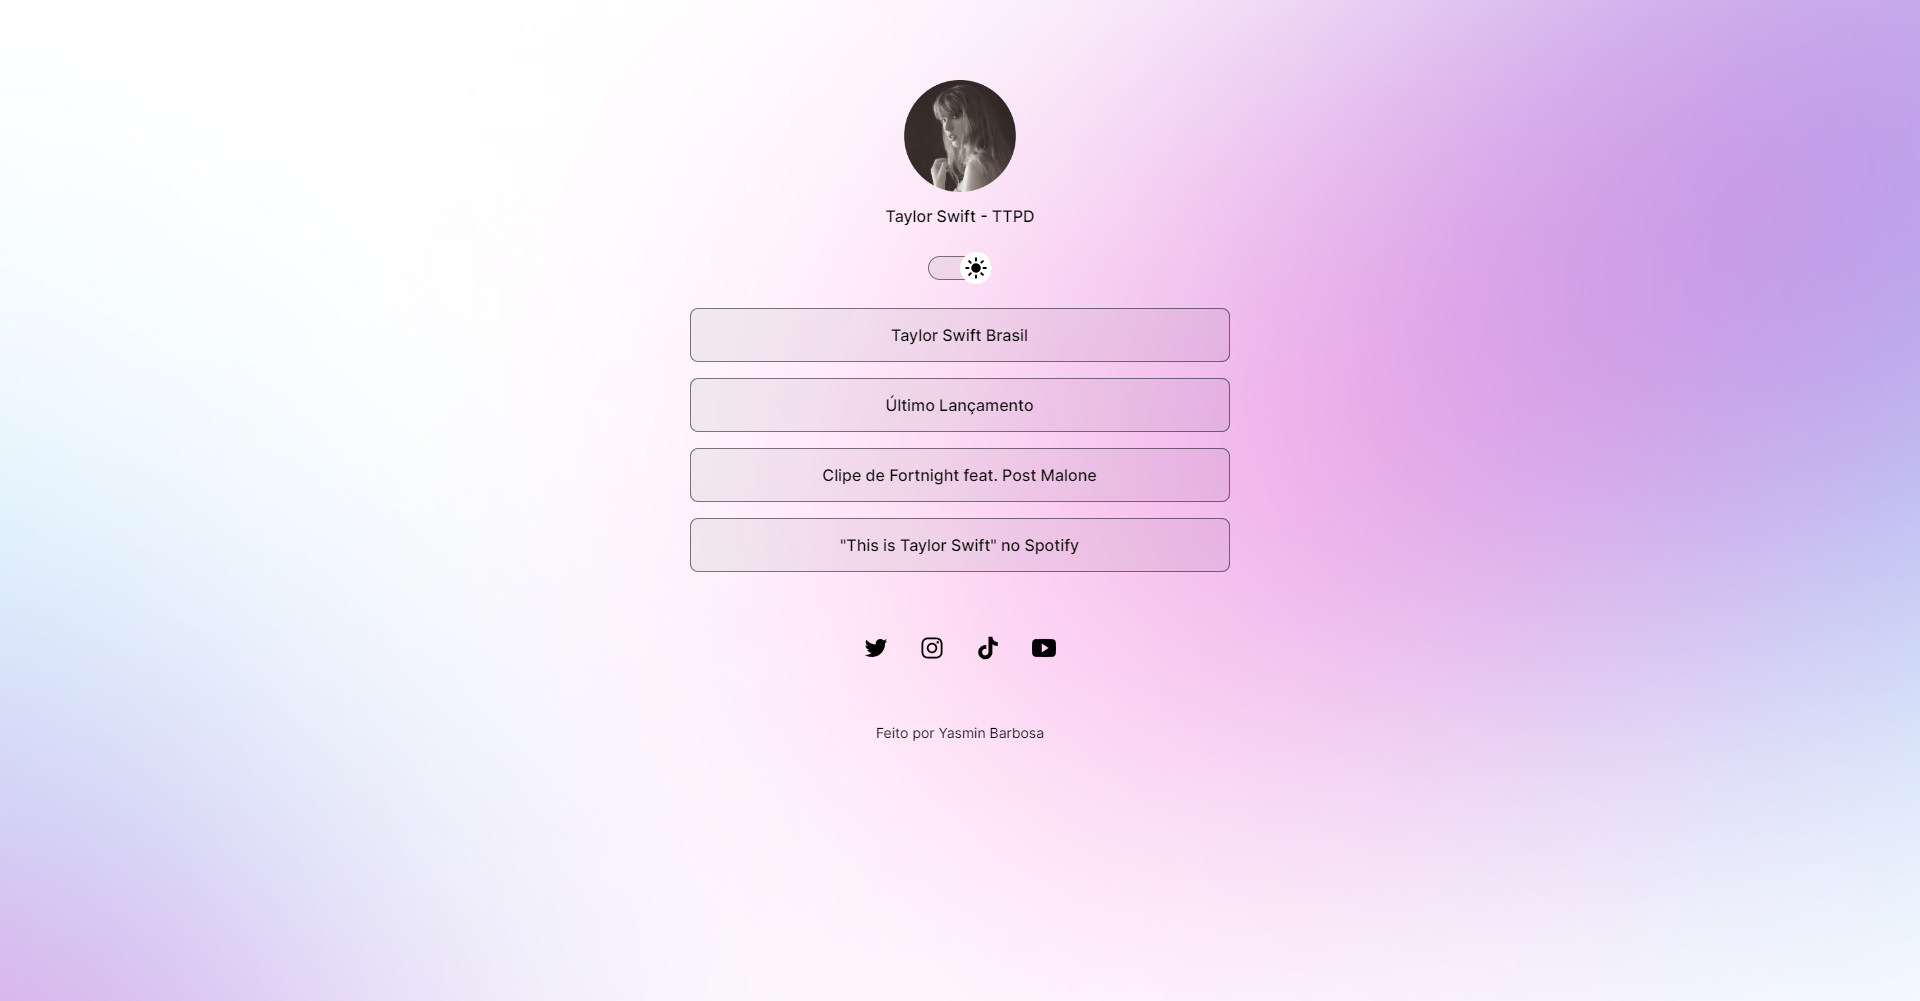 Taylor Swift - TTPD
Taylor Swift Brasil
Último Lançamento
Clipe de Fortnight feat. Post Malone
"This is Taylor Swift" no Spotify
Feito por Yasmin Barbosa